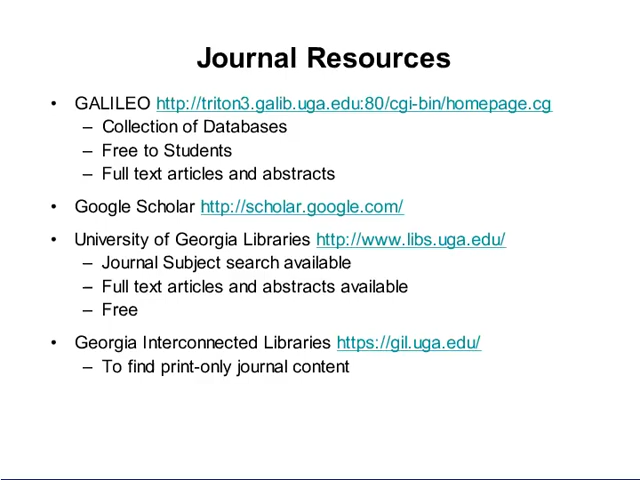 Journal Resources
• GALILEO http://triton3.galib.uga.edu:80/cgi-bin/homepage.cg
– Collection of Databases
– Free to Students
– Full text articles and abstracts
• Google Scholar http://scholar.google.com/
• University of Georgia Libraries http://www.libs.uga.edu/
– Journal Subject search available
– Full text articles and abstracts available
– Free
• Georgia Interconnected Libraries https://gil.uga.edu/
– To find print-only journal content